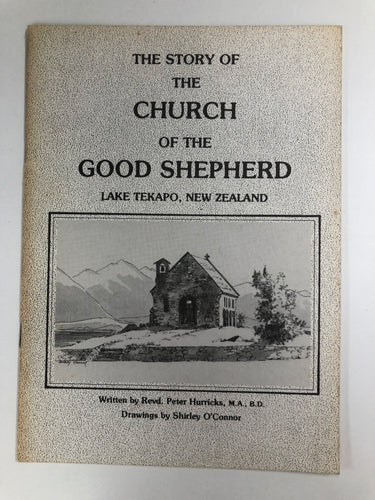 THE STORY OF
THE
CHURCH
OF THE
GOOD SHEPHERD
LAKE TEKAPO, NEW ZEALAND
Written by Revd. Peter Hurricks, M.A., B.D.
Drawings by Shirley O'Connor